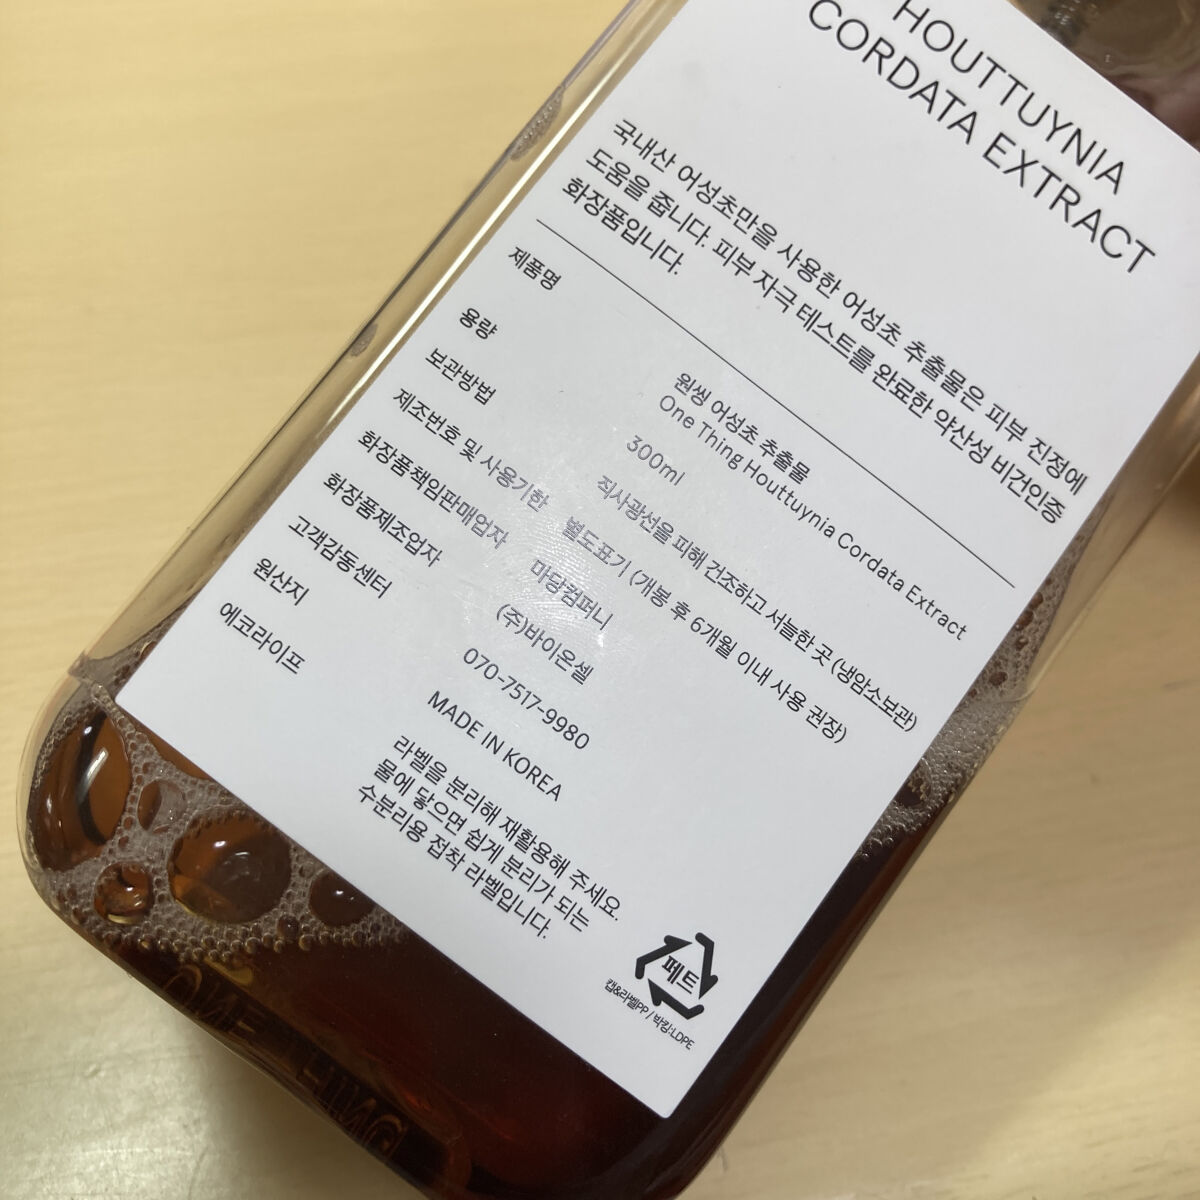 HOUTTUYNIA
CORDATA EXTRACT
국내산 어성초만을 사용한 어성초 추출물은 피부 진정에
도움을 줍니다. 피부 자극 테스트를 완료한 약산성 비건인증
화장품입니다.
제품명 원씽 어성초 추출물
One Thing Houttuynia Cordata Extract
용량 300ml
보관방법 직사광선을 피해 건조하고 서늘한 곳 (냉암소보관)
제조번호 및 사용기한 별도표기 (개봉 후 6개월 이내 사용 권장)
화장품책임판매업자 마당컴퍼니
화장품제조업자 (주)바이온셀
고객감동센터 070-7517-9980
원산지 MADE IN KOREA
에코라이프 라벨을 분리해 재활용해 주세요.
물에 닿으면 쉽게 분리가 되는
수분리용 접착 라벨입니다.
페트
캡&라벨PP / 박킹:LDPE
ONE THING